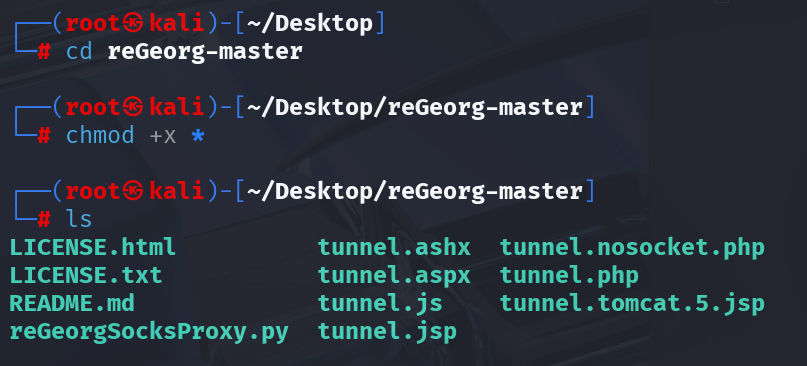 ┌──(root㉿kali)-[~/Desktop]
└─# cd reGeorg-master
┌──(root㉿kali)-[~/Desktop/reGeorg-master]
└─# chmod +x *
┌──(root㉿kali)-[~/Desktop/reGeorg-master]
└─# ls
LICENSE.html tunnel.ashx tunnel.nosocket.php
LICENSE.txt tunnel.aspx tunnel.php
README.md tunnel.js tunnel.tomcat.5.jsp
reGeorgSocksProxy.py tunnel.jsp